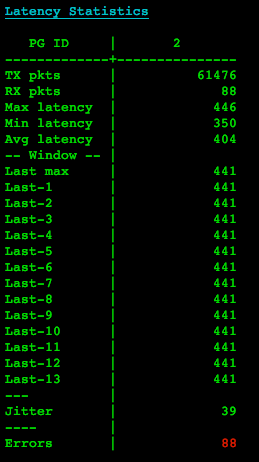 Latency Statistics
PG ID | 2
--------------+----------------
TX pkts | 61476
RX pkts | 88
Max latency | 446
Min latency | 350
Avg latency | 404
-- Window -- |
Last max | 441
Last-1 | 441
Last-2 | 441
Last-3 | 441
Last-4 | 441
Last-5 | 441
Last-6 | 441
Last-7 | 441
Last-8 | 441
Last-9 | 441
Last-10 | 441
Last-11 | 441
Last-12 | 441
Last-13 | 441
--- |
Jitter | 39
---- |
Errors | 88